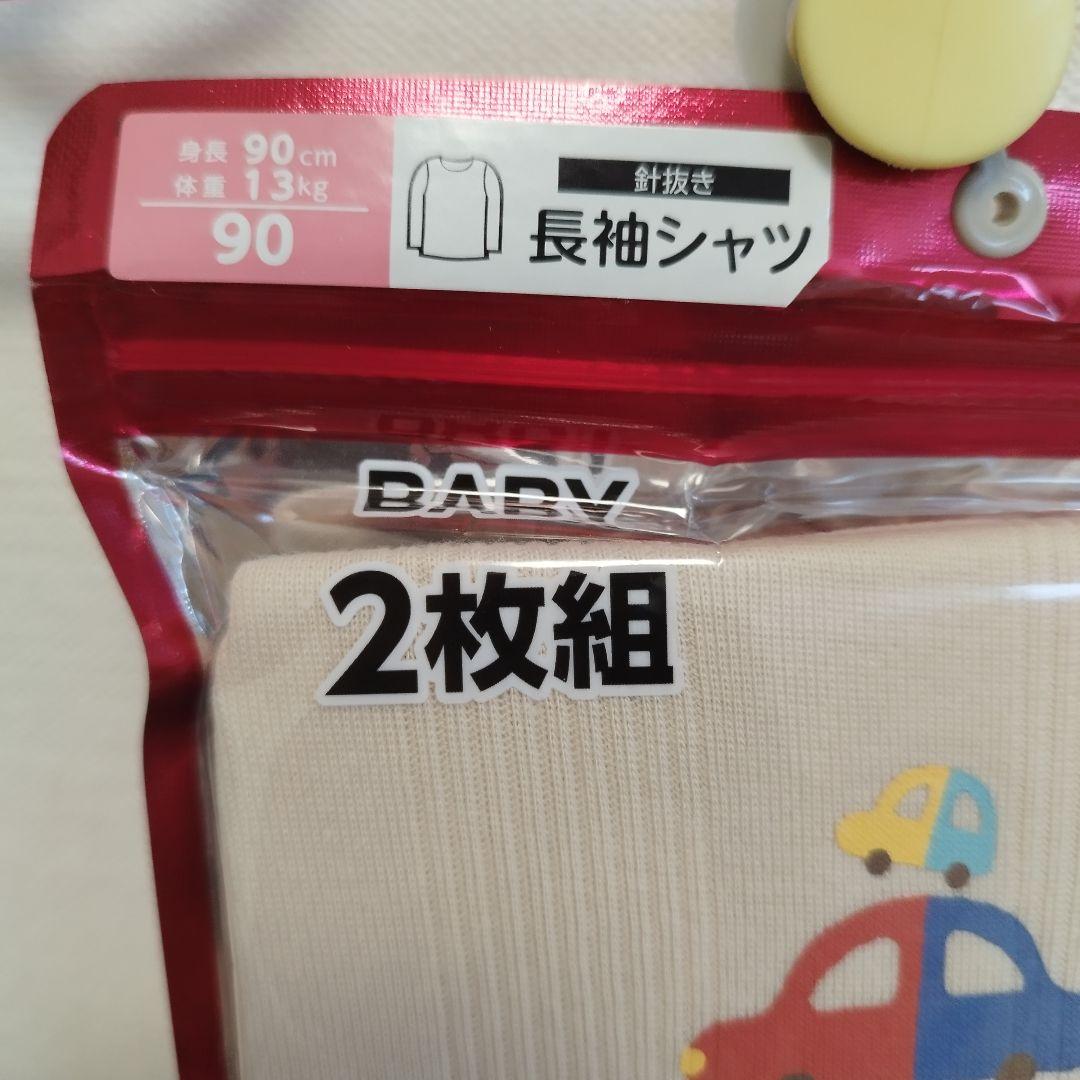 身長 90cm
体重 13kg
90
針抜き
長袖シャツ
BABY
2枚組